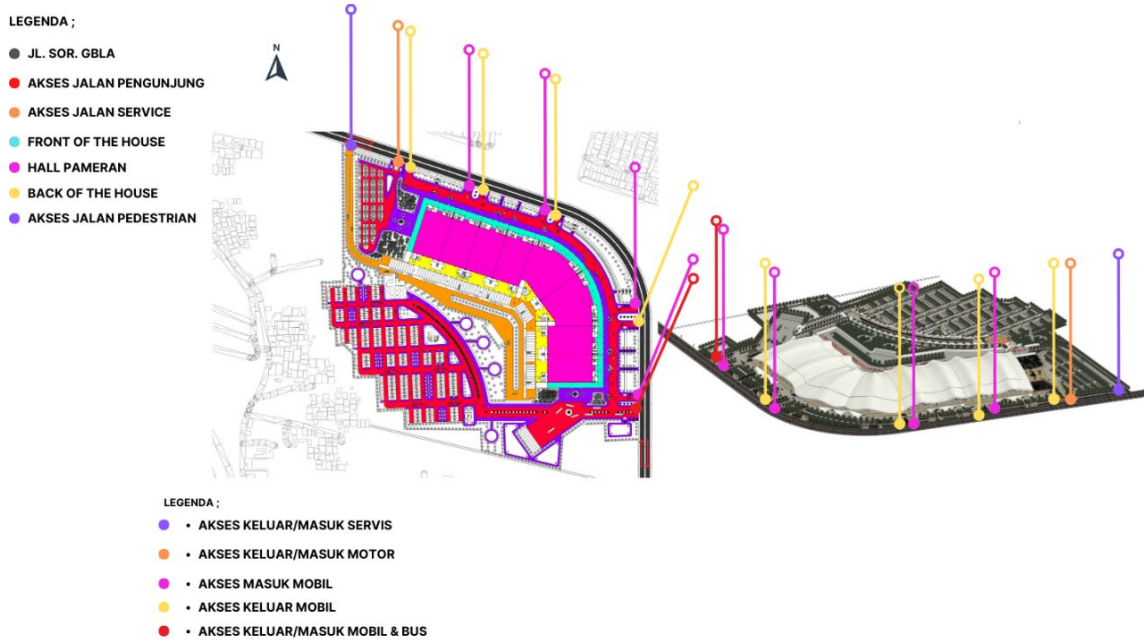 LEGENDA ;
JL. SOR. GBLA
AKSES JALAN PENGUNJUNG
AKSES JALAN SERVICE
FRONT OF THE HOUSE
HALL PAMERAN
BACK OF THE HOUSE
AKSES JALAN PEDESTRIAN
N
LEGENDA ;
• AKSES KELUAR/MASUK SERVIS
• AKSES KELUAR/MASUK MOTOR
• AKSES MASUK MOBIL
• AKSES KELUAR MOBIL
• AKSES KELUAR/MASUK MOBIL & BUS